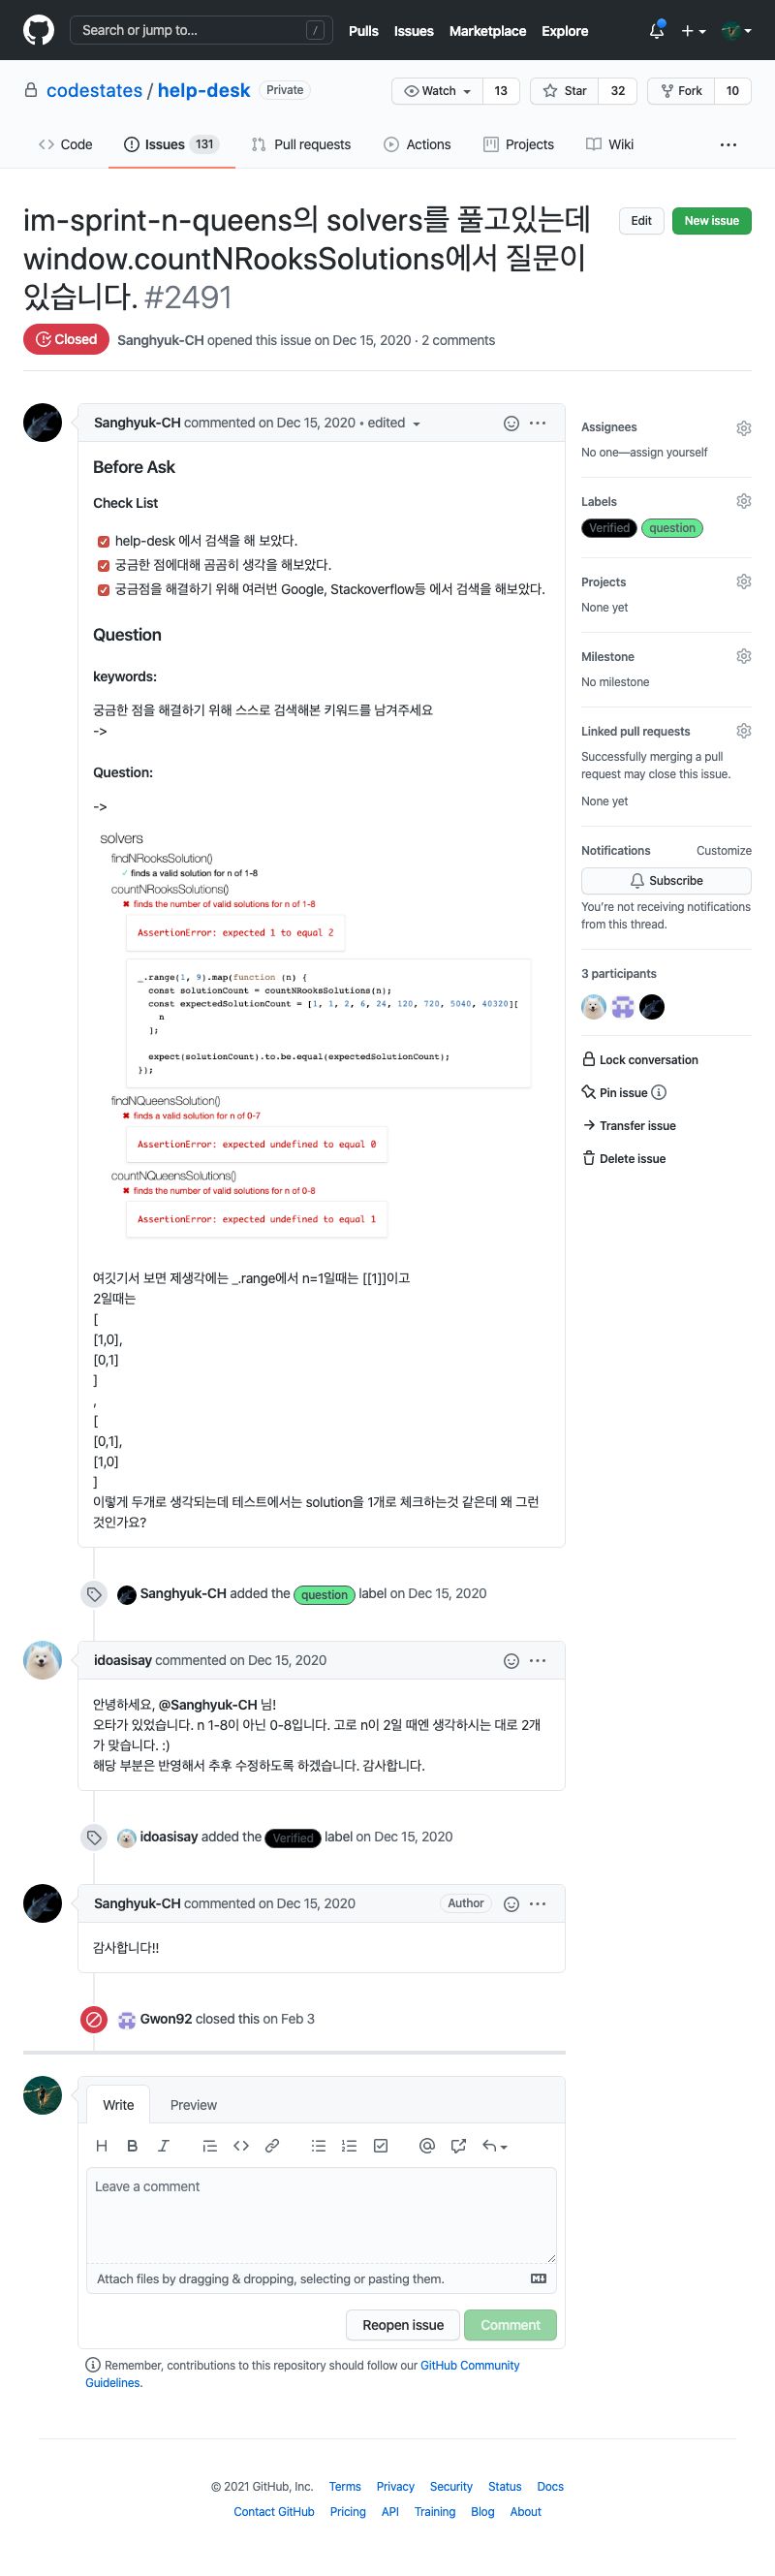 Search or jump to...
/
Pulls Issues Marketplace Explore
codestates / help-desk Private
Watch 13 Star 32 Fork 10
Code Issues 131 Pull requests Actions Projects Wiki
im-sprint-n-queens의 solvers를 풀고있는데
window.countNRooksSolutions에서 질문이
있습니다. #2491
Edit New issue
Closed Sanghyuk-CH opened this issue on Dec 15, 2020 · 2 comments
Sanghyuk-CH commented on Dec 15, 2020 • edited
Before Ask
Check List
help-desk 에서 검색을 해 보았다.
궁금한 점에대해 곰곰히 생각을 해보았다.
궁금점을 해결하기 위해 여러번 Google, Stackoverflow등 에서 검색을 해보았다.
Question
keywords:
궁금한 점을 해결하기 위해 스스로 검색해본 키워드를 남겨주세요
->
Question:
->
solvers
findNRooksSolution()
✓ finds a valid solution for n of 1-8
countNRooksSolutions()
✖ finds the number of valid solutions for n of 1-8
AssertionError: expected 1 to equal 2
_.range(1, 9).map(function (n) {
const solutionCount = countNRooksSolutions(n);
const expectedSolutionCount = [1, 1, 2, 6, 24, 120, 720, 5040, 40320][
n
];
expect(solutionCount).to.be.equal(expectedSolutionCount);
});
findNQueensSolution()
✖ finds a valid solution for n of 0-7
AssertionError: expected undefined to equal 0
countNQueensSolutions()
✖ finds the number of valid solutions for n of 0-8
AssertionError: expected undefined to equal 1
여깃기서 보면 제생각에는 _.range에서 n=1일때는 [[1]]이고
2일때는
[
[1,0],
[0,1]
]
,
[
[0,1],
[1,0]
]
이렇게 두개로 생각되는데 테스트에서는 solution을 1개로 체크하는것 같은데 왜 그런
것인가요?
Sanghyuk-CH added the question label on Dec 15, 2020
idoasisay commented on Dec 15, 2020
안녕하세요, @Sanghyuk-CH 님!
오타가 있었습니다. n 1-8이 아닌 0-8입니다. 고로 n이 2일 때엔 생각하시는 대로 2개
가 맞습니다. :)
해당 부분은 반영해서 추후 수정하도록 하겠습니다. 감사합니다.
idoasisay added the Verified label on Dec 15, 2020
Sanghyuk-CH commented on Dec 15, 2020 Author
감사합니다!!
Gwon92 closed this on Feb 3
Write Preview
Leave a comment
Attach files by dragging & dropping, selecting or pasting them.
Reopen issue Comment
Remember, contributions to this repository should follow our GitHub Community
Guidelines.
Assignees
No one—assign yourself
Labels
Verified question
Projects
None yet
Milestone
No milestone
Linked pull requests
Successfully merging a pull
request may close this issue.
None yet
Notifications Customize
Subscribe
You're not receiving notifications
from this thread.
3 participants
Lock conversation
Pin issue
Transfer issue
Delete issue
© 2021 GitHub, Inc. Terms Privacy Security Status Docs
Contact GitHub Pricing API Training Blog About